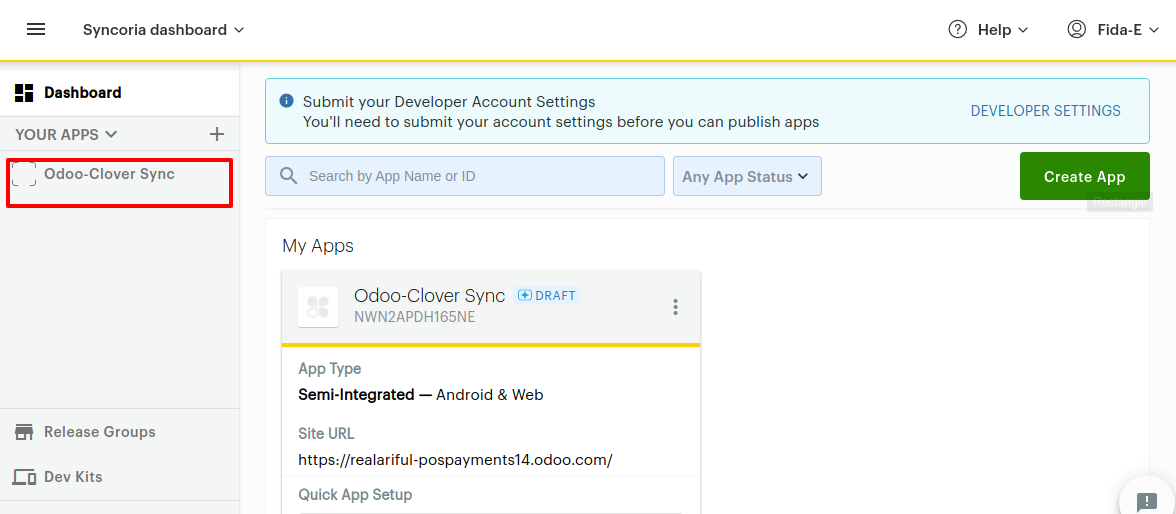 Syncoria dashboard
Help
Fida-E
Dashboard
YOUR APPS
Odoo-Clover Sync
Release Groups
Dev Kits
Submit your Developer Account Settings
You'll need to submit your account settings before you can publish apps
DEVELOPER SETTINGS
Search by App Name or ID
Any App Status
Create App
Rectangle
My Apps
Odoo-Clover Sync
DRAFT
NWN2APDH165NE
App Type
Semi-Integrated — Android & Web
Site URL
https://realariful-pospayments14.odoo.com/
Quick App Setup